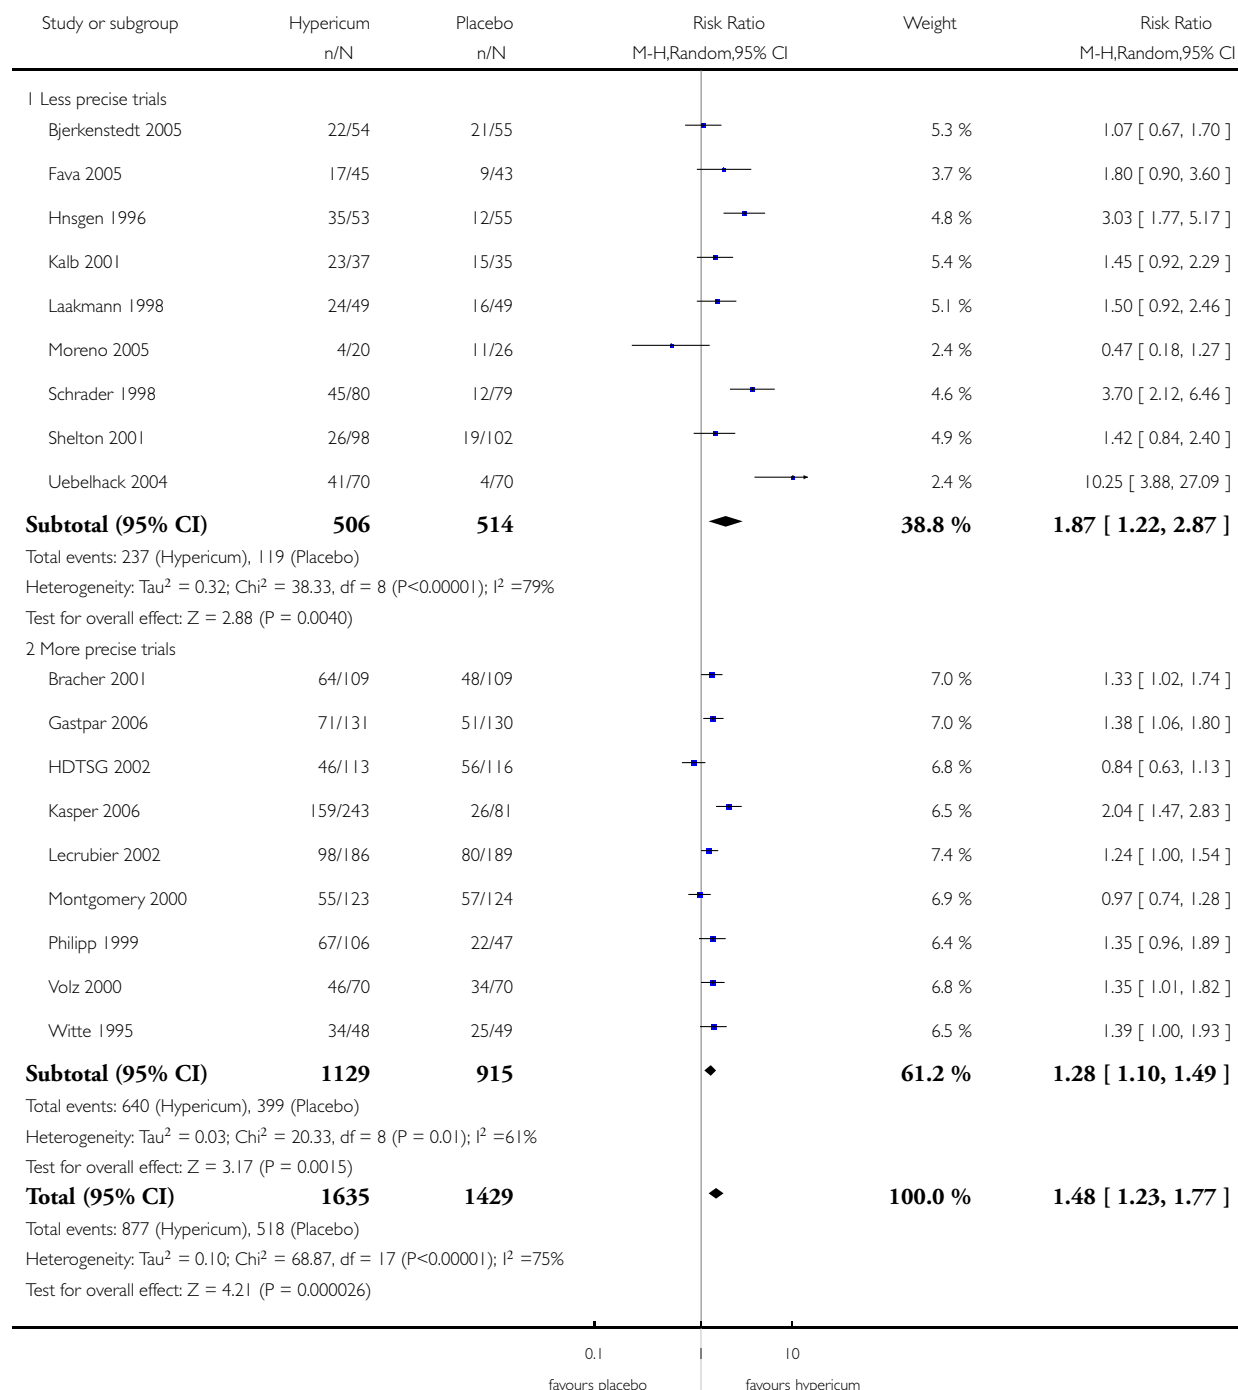 Study or subgroup Hypericum Placebo Risk Ratio Weight Risk Ratio
n/N n/N M-H,Random,95% CI M-H,Random,95% CI
1 Less precise trials
Bjerkenstedt 2005 22/54 21/55 5.3 % 1.07 [ 0.67, 1.70 ]
Fava 2005 17/45 9/43 3.7 % 1.80 [ 0.90, 3.60 ]
Hnsgen 1996 35/53 12/55 4.8 % 3.03 [ 1.77, 5.17 ]
Kalb 2001 23/37 15/35 5.4 % 1.45 [ 0.92, 2.29 ]
Laakmann 1998 24/49 16/49 5.1 % 1.50 [ 0.92, 2.46 ]
Moreno 2005 4/20 11/26 2.4 % 0.47 [ 0.18, 1.27 ]
Schrader 1998 45/80 12/79 4.6 % 3.70 [ 2.12, 6.46 ]
Shelton 2001 26/98 19/102 4.9 % 1.42 [ 0.84, 2.40 ]
Uebelhack 2004 41/70 4/70 2.4 % 10.25 [ 3.88, 27.09 ]
Subtotal (95% CI) 506 514 38.8 % 1.87 [ 1.22, 2.87 ]
Total events: 237 (Hypericum), 119 (Placebo)
Heterogeneity: Tau² = 0.32; Chi² = 38.33, df = 8 (P<0.00001); I² =79%
Test for overall effect: Z = 2.88 (P = 0.0040)
2 More precise trials
Bracher 2001 64/109 48/109 7.0 % 1.33 [ 1.02, 1.74 ]
Gastpar 2006 71/131 51/130 7.0 % 1.38 [ 1.06, 1.80 ]
HDTSG 2002 46/113 56/116 6.8 % 0.84 [ 0.63, 1.13 ]
Kasper 2006 159/243 26/81 6.5 % 2.04 [ 1.47, 2.83 ]
Lecrubier 2002 98/186 80/189 7.4 % 1.24 [ 1.00, 1.54 ]
Montgomery 2000 55/123 57/124 6.9 % 0.97 [ 0.74, 1.28 ]
Philipp 1999 67/106 22/47 6.4 % 1.35 [ 0.96, 1.89 ]
Volz 2000 46/70 34/70 6.8 % 1.35 [ 1.01, 1.82 ]
Witte 1995 34/48 25/49 6.5 % 1.39 [ 1.00, 1.93 ]
Subtotal (95% CI) 1129 915 61.2 % 1.28 [ 1.10, 1.49 ]
Total events: 640 (Hypericum), 399 (Placebo)
Heterogeneity: Tau² = 0.03; Chi² = 20.33, df = 8 (P = 0.01); I² =61%
Test for overall effect: Z = 3.17 (P = 0.0015)
Total (95% CI) 1635 1429 100.0 % 1.48 [ 1.23, 1.77 ]
Total events: 877 (Hypericum), 518 (Placebo)
Heterogeneity: Tau² = 0.10; Chi² = 68.87, df = 17 (P<0.00001); I² =75%
Test for overall effect: Z = 4.21 (P = 0.000026)
0.1 1 10
favours placebo favours hypericum